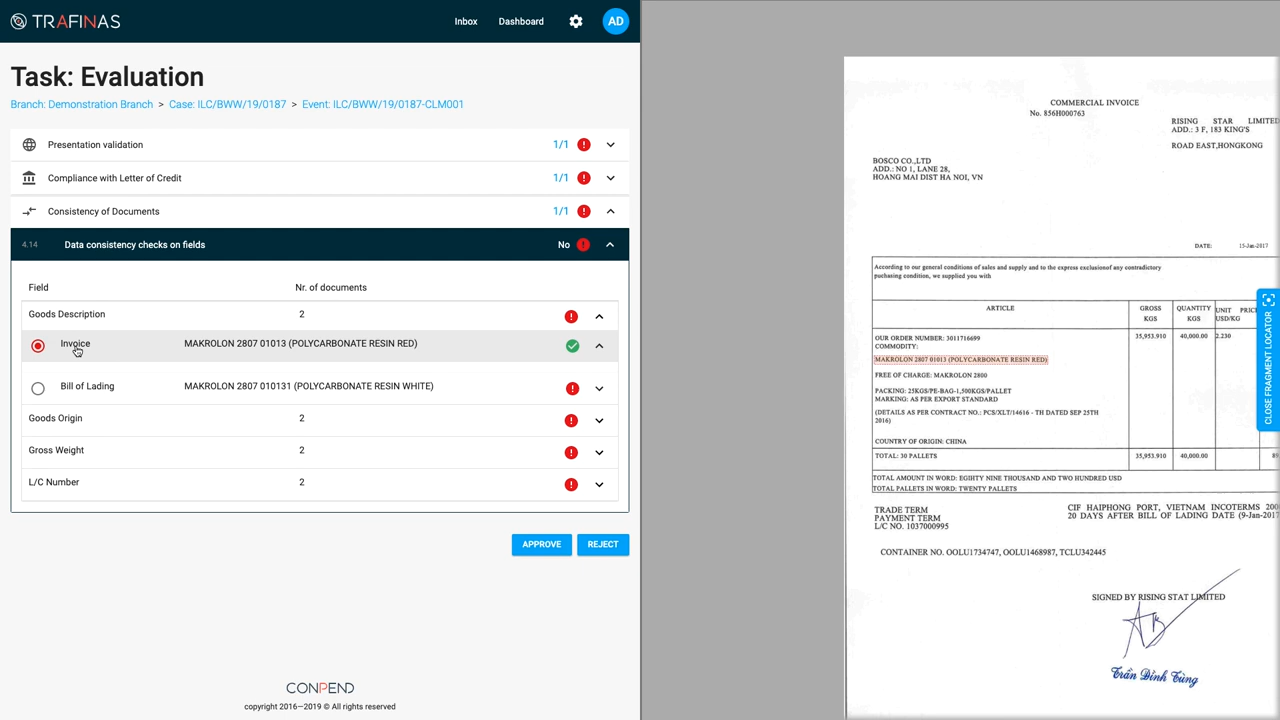 TRAFINAS
Inbox
Dashboard
AD
Task: Evaluation
Branch: Demonstration Branch > Case: ILC/BWW/19/0187 > Event: ILC/BWW/19/0187-CLM001
Presentation validation 1/1
Compliance with Letter of Credit 1/1
Consistency of Documents 1/1
4.14 Data consistency checks on fields No
Field Nr. of documents
Goods Description 2
Invoice MAKROLON 2807 01013 (POLYCARBONATE RESIN RED)
Bill of Lading MAKROLON 2807 010131 (POLYCARBONATE RESIN WHITE)
Goods Origin 2
Gross Weight 2
L/C Number 2
APPROVE REJECT
CONPEND
copyright 2016—2019 © All rights reserved
COMMERCIAL INVOICE
No. 856H000763
RISING STAR LIMITED
ADD.: 3 F, 183 KING'S
ROAD EAST,HONGKONG
BOSCO CO.,LTD
ADD.: NO 1, LANE 28,
HOANG MAI DIST HA NOI, VN
DATE: 15-Jan-2017
According to our general conditions of sales and supply and to the express exclusionof any contradictory
puchasing condition, we supplied you with
ARTICLE
GROSS
KGS
QUANTITY
KGS
UNIT PRIC
USD/KG
OUR ORDER NUMBER: 3011716699
35,953.910 40,000.00 2.230
COMMODITY:
MAKROLON 2807 01013 (POLYCARBONATE RESIN RED)
FREE OF CHARGE: MAKROLON 2800
PACKING: 25KGS/PE-BAG-1,500KGS/PALLET
MARKING: AS PER EXPORT STANDARD
(DETAILS AS PER CONTRACT NO.: PCS/XLT/14616 - TH DATED SEP 25TH
2016)
COUNTRY OF ORIGIN: CHINA
TOTAL: 30 PALLETS 35,953.910 40,000.00
TOTAL AMOUNT IN WORD: EGIHTY NINE THOUSAND AND TWO HUNDRED USD
TOTAL PALLETS IN WORD: TWENTY PALLETS
TRADE TERM
PAYMENT TERM
L/C NO. 1037000995
CIF HAIPHONG PORT, VIETNAM INCOTERMS 200
20 DAYS AFTER BILL OF LADING DATE (9-Jan-2017
CONTAINER NO. OOLU1734747, OOLU1468987, TCLU342445
SIGNED BY RISING STAT LIMITED
Trần Đình Tùng
CLOSE FRAGMENT LOCATOR